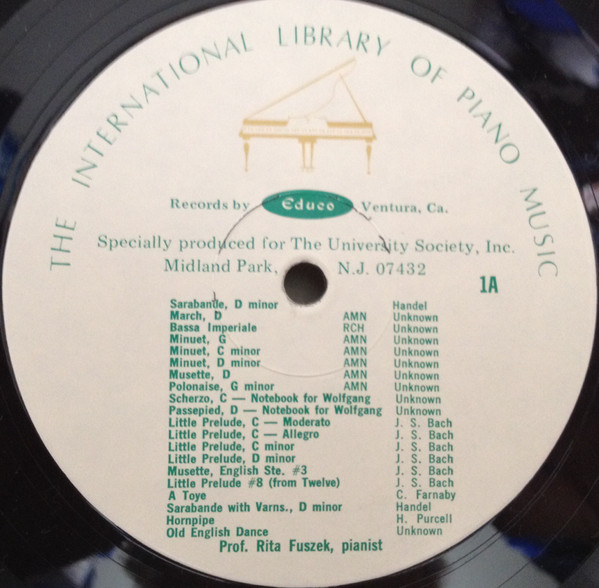 THE INTERNATIONAL LIBRARY OF PIANO MUSIC
Records by Educo Ventura, Ca.
Specially produced for The University Society, Inc.
Midland Park, N.J. 07432
1A
Sarabande, D minor Handel
March, D AMN Unknown
Bassa Imperiale RCH Unknown
Minuet, G AMN Unknown
Minuet, C minor AMN Unknown
Minuet, D minor AMN Unknown
Musette, D AMN Unknown
Polonaise, G minor AMN Unknown
Scherzo, C — Notebook for Wolfgang Unknown
Passepied, D — Notebook for Wolfgang Unknown
Little Prelude, C — Moderato J. S. Bach
Little Prelude, C — Allegro J. S. Bach
Little Prelude, C minor J. S. Bach
Little Prelude, D minor J. S. Bach
Musette, English Ste. #3 J. S. Bach
Little Prelude #8 (from Twelve) J. S. Bach
A Toye C. Farnaby
Sarabande with Varns., D minor Handel
Hornpipe H. Purcell
Old English Dance Unknown
Prof. Rita Fuszek, pianist